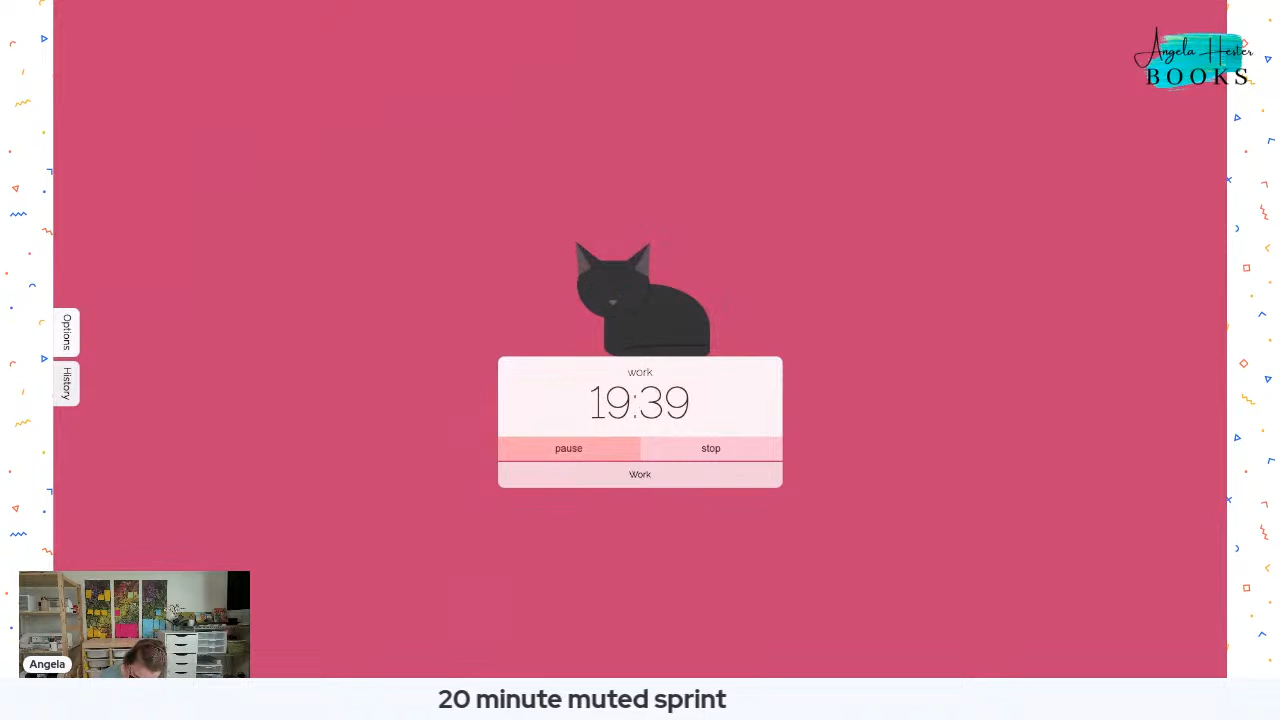 Angela Hester
BOOKS
Options
History
work
19:39
pause
stop
Work
Angela
20 minute muted sprint